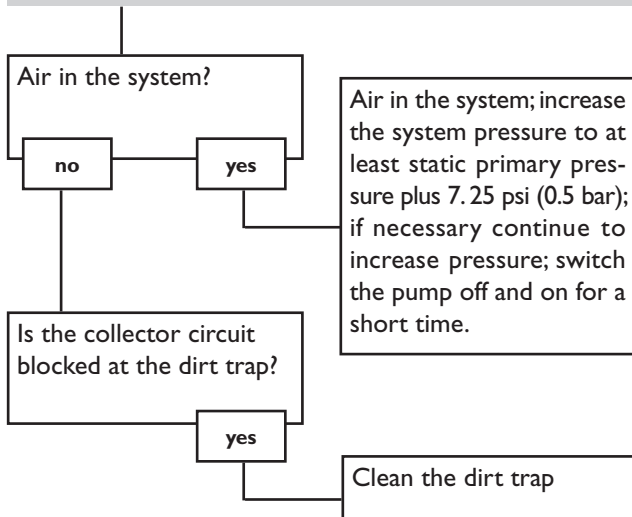 Air in the system?
no
yes
Air in the system; increase
the system pressure to at
least static primary pres-
sure plus 7. 25 psi (0.5 bar);
if necessary continue to
increase pressure; switch
the pump off and on for a
short time.
Is the collector circuit
blocked at the dirt trap?
yes
Clean the dirt trap